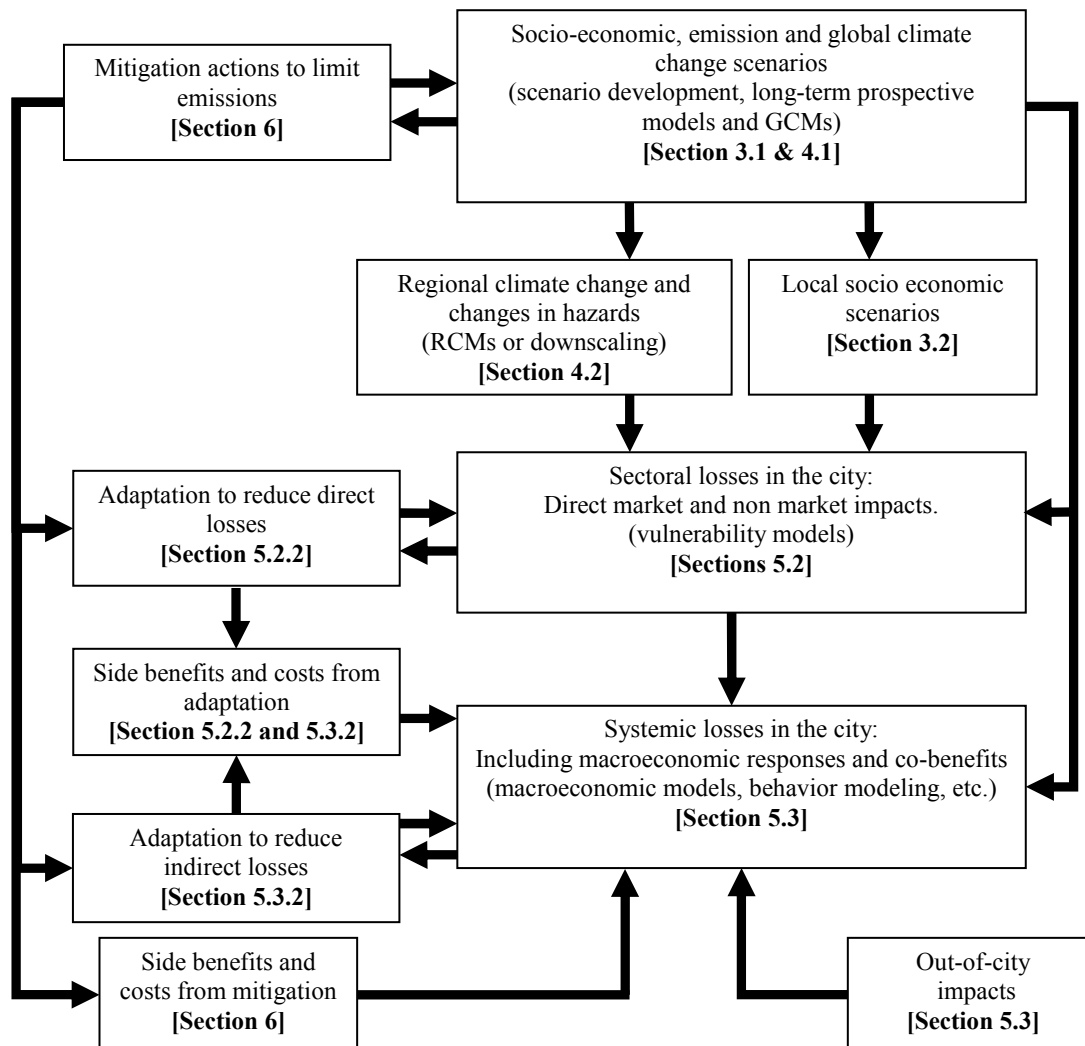 Mitigation actions to limit
emissions
[Section 6]
Socio-economic, emission and global climate
change scenarios
(scenario development, long-term prospective
models and GCMs)
[Section 3.1 & 4.1]
Regional climate change and
changes in hazards
(RCMs or downscaling)
[Section 4.2]
Local socio economic
scenarios
[Section 3.2]
Adaptation to reduce direct
losses
[Section 5.2.2]
Sectoral losses in the city:
Direct market and non market impacts.
(vulnerability models)
[Sections 5.2]
Side benefits and costs from
adaptation
[Section 5.2.2 and 5.3.2]
Systemic losses in the city:
Including macroeconomic responses and co-benefits
(macroeconomic models, behavior modeling, etc.)
[Section 5.3]
Adaptation to reduce
indirect losses
[Section 5.3.2]
Side benefits and
costs from mitigation
[Section 6]
Out-of-city
impacts
[Section 5.3]